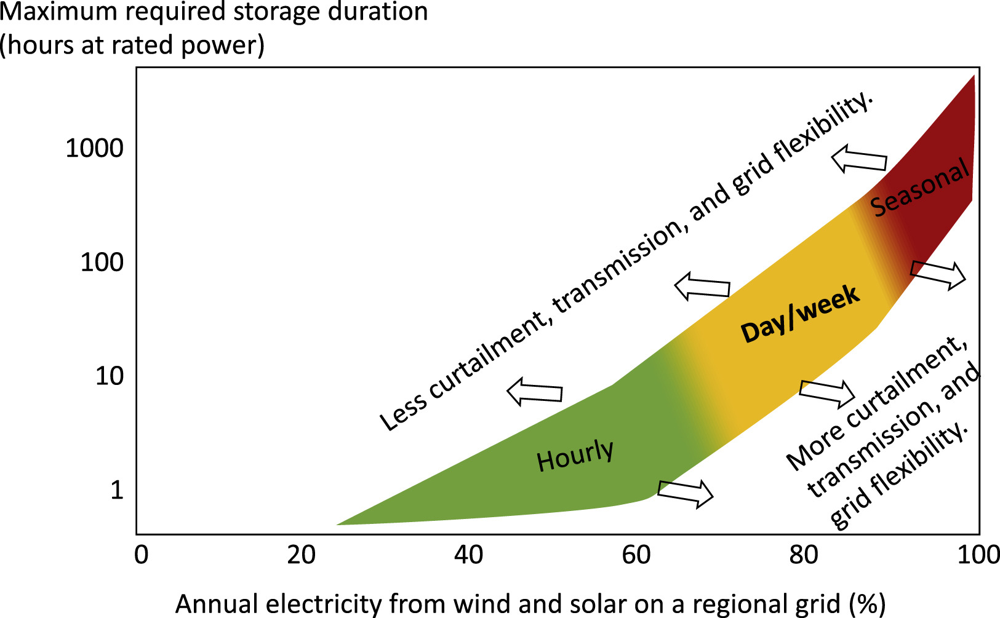 Maximum required storage duration
(hours at rated power)
1000
100
10
1
Less curtailment, transmission, and grid flexibility.
Seasonal
Day/week
Hourly
More curtailment,
transmission, and
grid flexibility.
0 20 40 60 80 100
Annual electricity from wind and solar on a regional grid (%)